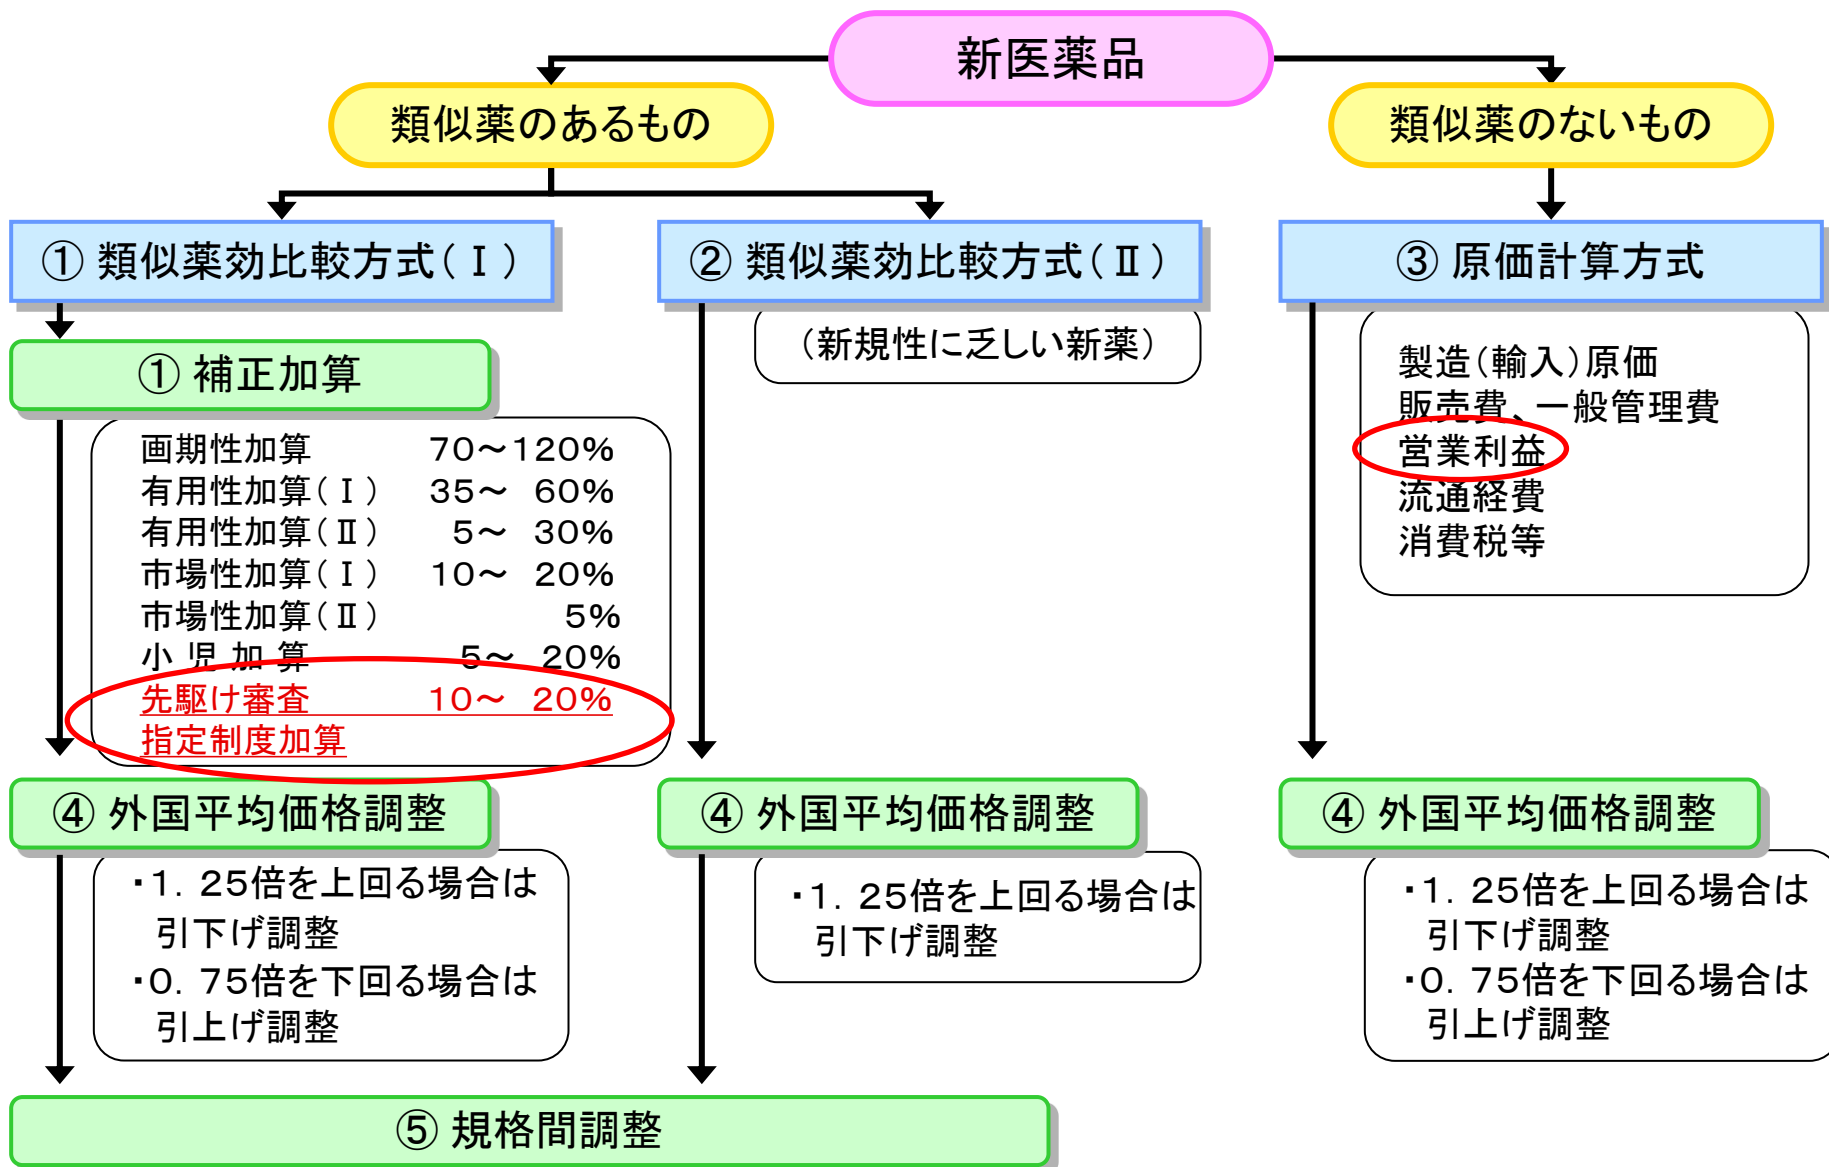 新医薬品
類似薬のあるもの
類似薬のないもの
① 類似薬効比較方式(Ⅰ)
② 類似薬効比較方式(Ⅱ)
③ 原価計算方式
① 補正加算
画期性加算 70～120%
有用性加算(Ⅰ) 35～ 60%
有用性加算(Ⅱ) 5～ 30%
市場性加算(Ⅰ) 10～ 20%
市場性加算(Ⅱ) 5%
小 児 加 算 5～ 20%
先駆け審査 10～ 20%
指定制度加算
(新規性に乏しい新薬)
製造(輸入)原価
販売費、一般管理費
営業利益
流通経費
消費税等
④ 外国平均価格調整
・1. 25倍を上回る場合は
引下げ調整
・0. 75倍を下回る場合は
引上げ調整
④ 外国平均価格調整
・1. 25倍を上回る場合は
引下げ調整
④ 外国平均価格調整
・1. 25倍を上回る場合は
引下げ調整
・0. 75倍を下回る場合は
引上げ調整
⑤ 規格間調整